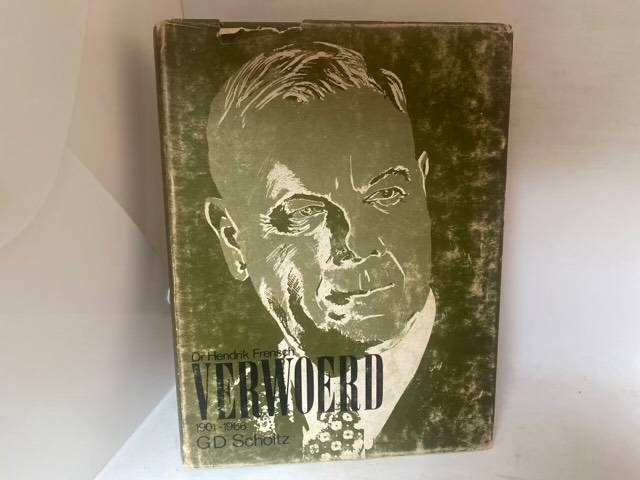 Dr Hendrik Frensch
VERWOERD
1901-1966
G.D. Scholtz